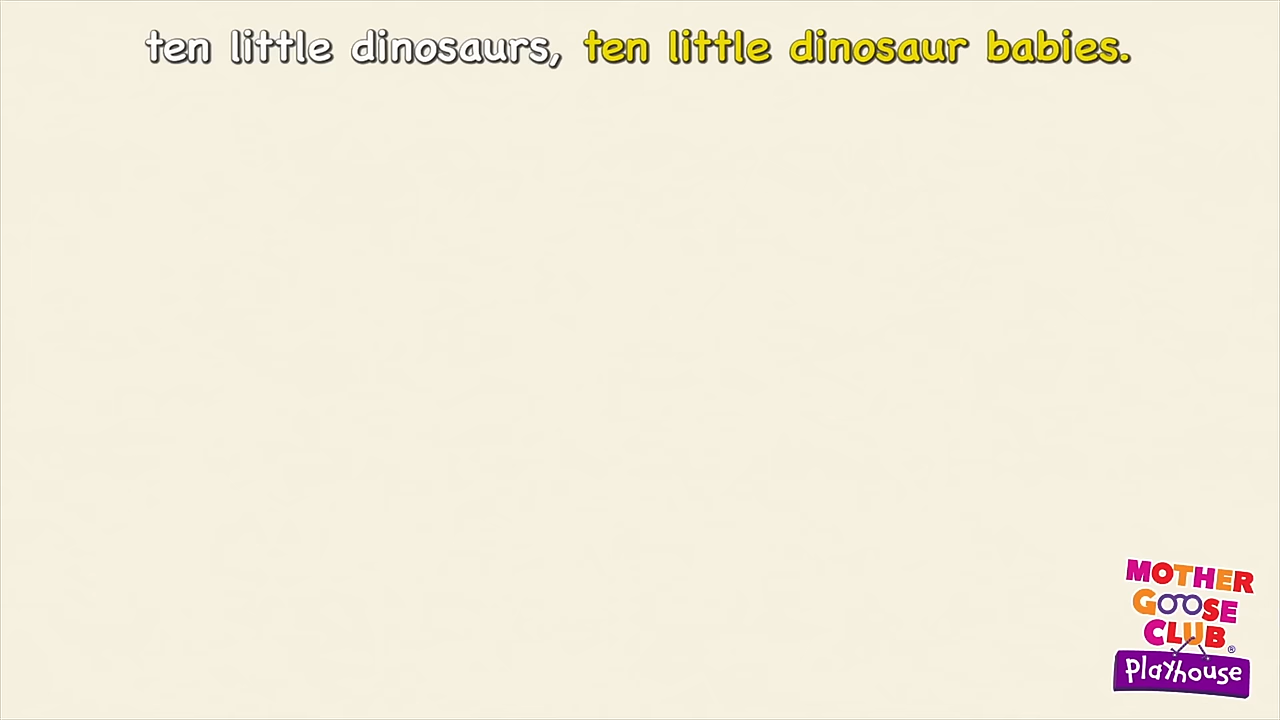 ten little dinosaurs, ten little dinosaur babies.
MOTHER
GOOSE
CLUB®
Playhouse